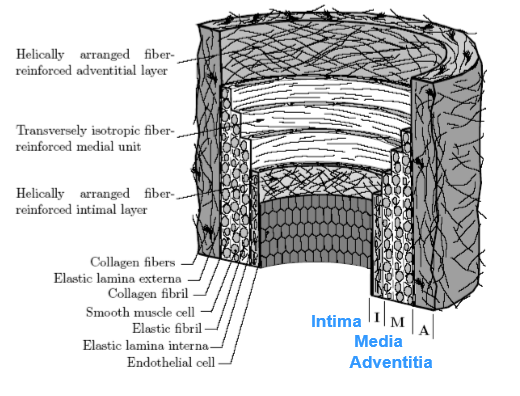 Helically arranged fiber-
reinforced adventitial layer
Transversely isotropic fiber-
reinforced medial unit
Helically arranged fiber-
reinforced intimal layer
Collagen fibers
Elastic lamina externa
Collagen fibril
Smooth muscle cell
Elastic fibril
Elastic lamina interna
Endothelial cell
I M A
Intima
Media
Adventitia